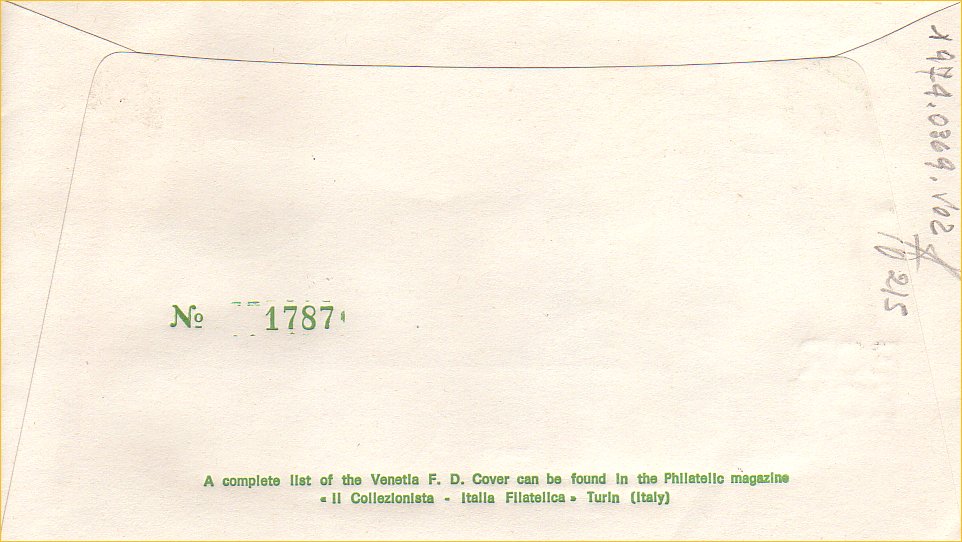 № 1787
A complete list of the Venetia F. D. Cover can be found in the Philatelic magazine
« Il Collezionista - Italia Filatelica » Turin (Italy)
215